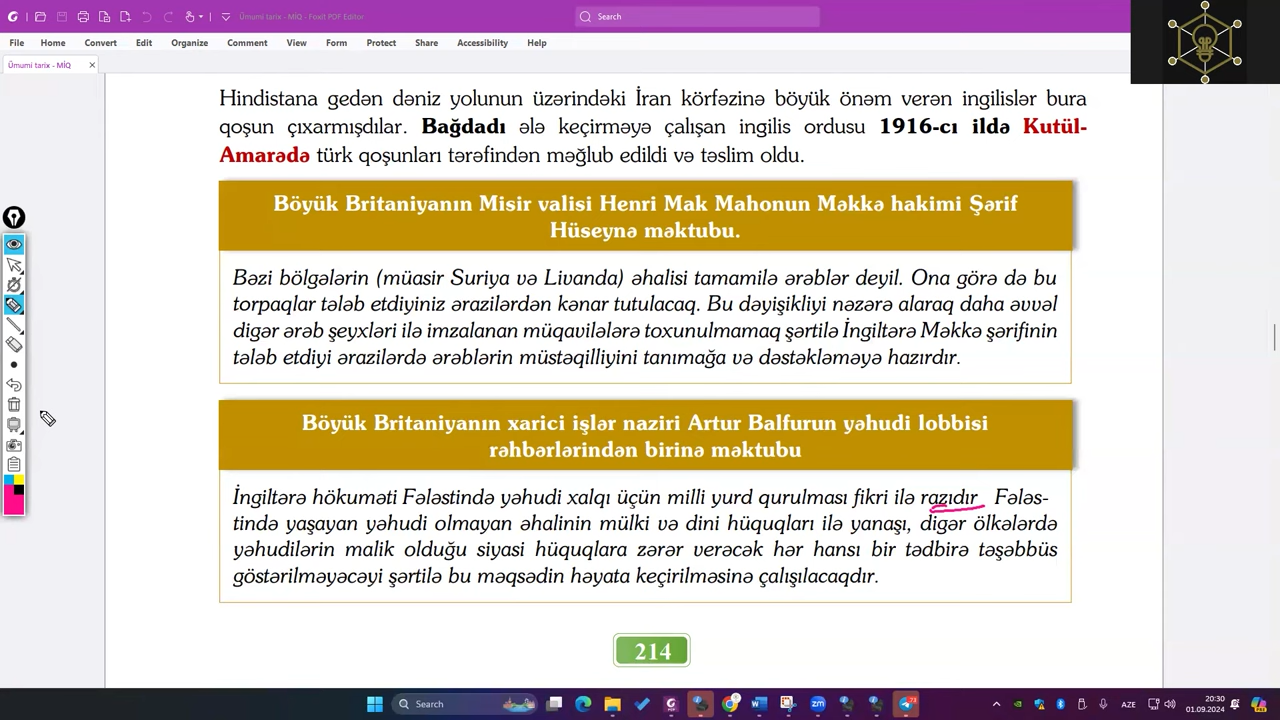 Ümumi tarix - MİQ - Foxit PDF Editor
Search
File Home Convert Edit Organize Comment View Form Protect Share Accessibility Help
Ümumi tarix - MİQ
Hindistana gedən dəniz yolunun üzərindəki İran körfəzinə böyük önəm verən ingilislər bura
qoşun çıxarmışdılar. Bağdadı ələ keçirməyə çalışan ingilis ordusu 1916-cı ildə Kutül-
Amarədə türk qoşunları tərəfindən məğlub edildi və təslim oldu.
Böyük Britaniyanın Misir valisi Henri Mak Mahonun Məkkə hakimi Şərif
Hüseynə məktubu.
Bəzi bölgələrin (müasir Suriya və Livanda) əhalisi tamamilə ərəblər deyil. Ona görə də bu
torpaqlar tələb etdiyiniz ərazilərdən kənar tutulacaq. Bu dəyişikliyi nəzərə alaraq daha əvvəl
digər ərəb şeyxləri ilə imzalanan müqavilələrə toxunulmamaq şərtilə İngiltərə Məkkə şərifinin
tələb etdiyi ərazilərdə ərəblərin müstəqilliyini tanımağa və dəstəkləməyə hazırdır.
Böyük Britaniyanın xarici işlər naziri Artur Balfurun yəhudi lobbisi
rəhbərlərindən birinə məktubu
İngiltərə hökuməti Fələstində yəhudi xalqı üçün milli yurd qurulması fikri ilə razıdır Fələs-
tində yaşayan yəhudi olmayan əhalinin mülki və dini hüquqları ilə yanaşı, digər ölkələrdə
yəhudilərin malik olduğu siyasi hüquqlara zərər verəcək hər hansı bir tədbirə təşəbbüs
göstərilməyəcəyi şərtilə bu məqsədin həyata keçirilməsinə çalışılacaqdır.
214
Search
AZE
20:30
01.09.2024